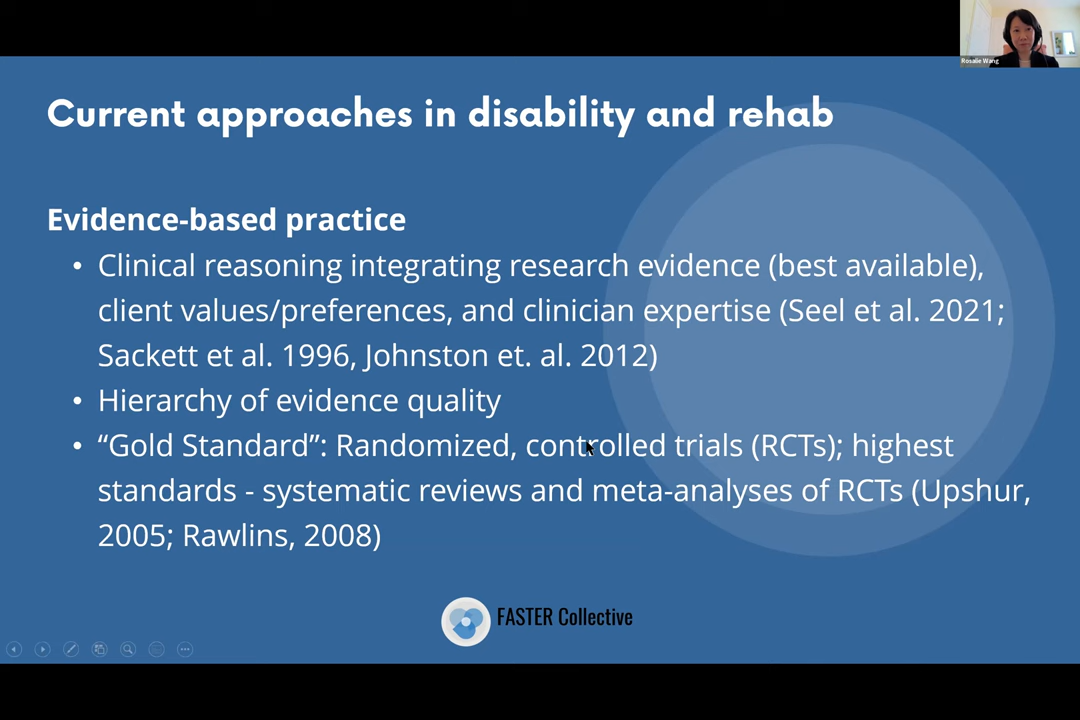 Rosalie Wang
Current approaches in disability and rehab
Evidence-based practice
• Clinical reasoning integrating research evidence (best available),
client values/preferences, and clinician expertise (Seel et al. 2021;
Sackett et al. 1996, Johnston et. al. 2012)
• Hierarchy of evidence quality
• “Gold Standard”: Randomized, controlled trials (RCTs); highest
standards - systematic reviews and meta-analyses of RCTs (Upshur,
2005; Rawlins, 2008)
FASTER Collective